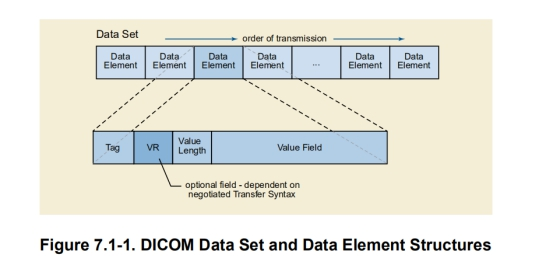 Data Set
order of transmission
Data Element
Data Element
Data Element
Data Element
...
Data Element
Data Element
Tag
VR
Value Length
Value Field
optional field - dependent on
negotiated Transfer Syntax
Figure 7.1-1. DICOM Data Set and Data Element Structures